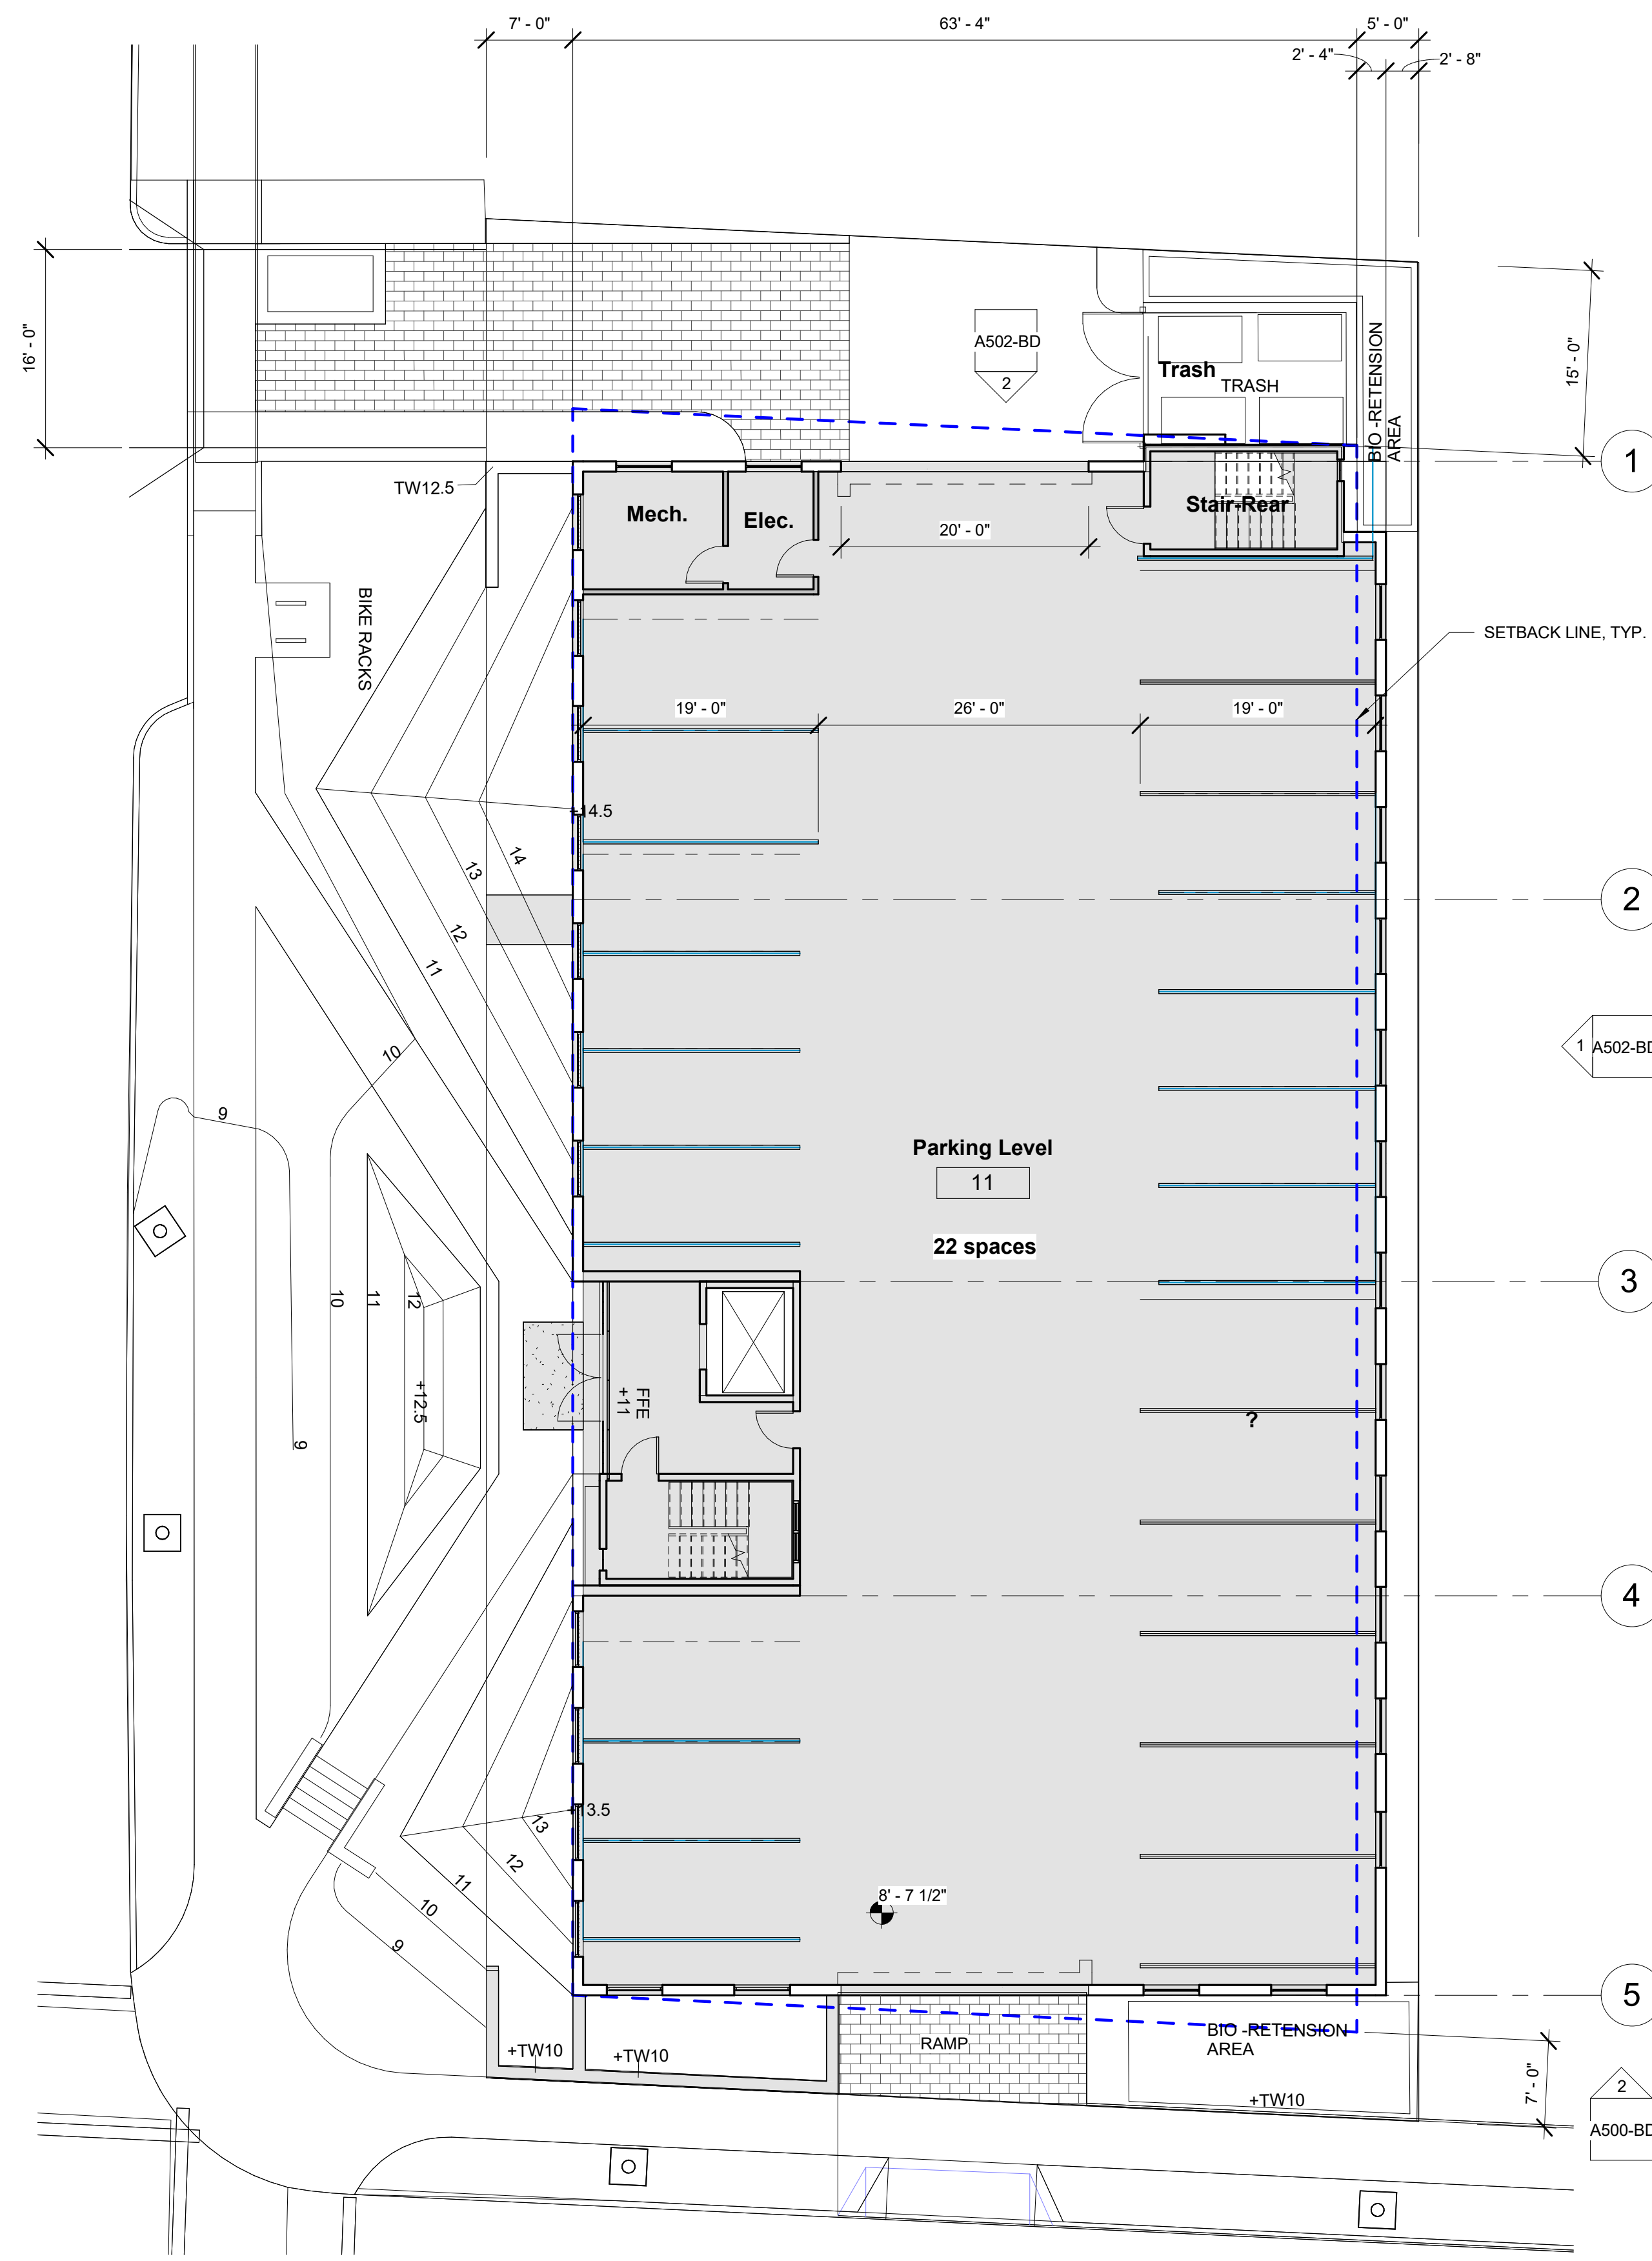 7' - 0"
63' - 4"
5' - 0"
2' - 4"
2' - 8"
16' - 0"
15' - 0"
A502-BD
2
Trash
TRASH
BIO -RETENSION
AREA
1
TW12.5
Mech.
Elec.
Stair-Rear
20' - 0"
BIKE RACKS
SETBACK LINE, TYP.
19' - 0"
26' - 0"
19' - 0"
+14.5
14
13
12
11
2
10
9
1 A502-BD
Parking Level
11
22 spaces
3
10
11
12
+12.5
9
FFE
+11
?
4
+13.5
13
12
11
10
9
8' - 7 1/2"
5
+TW10
+TW10
RAMP
BIO -RETENSION
AREA
+TW10
7' - 0"
2
A500-BD